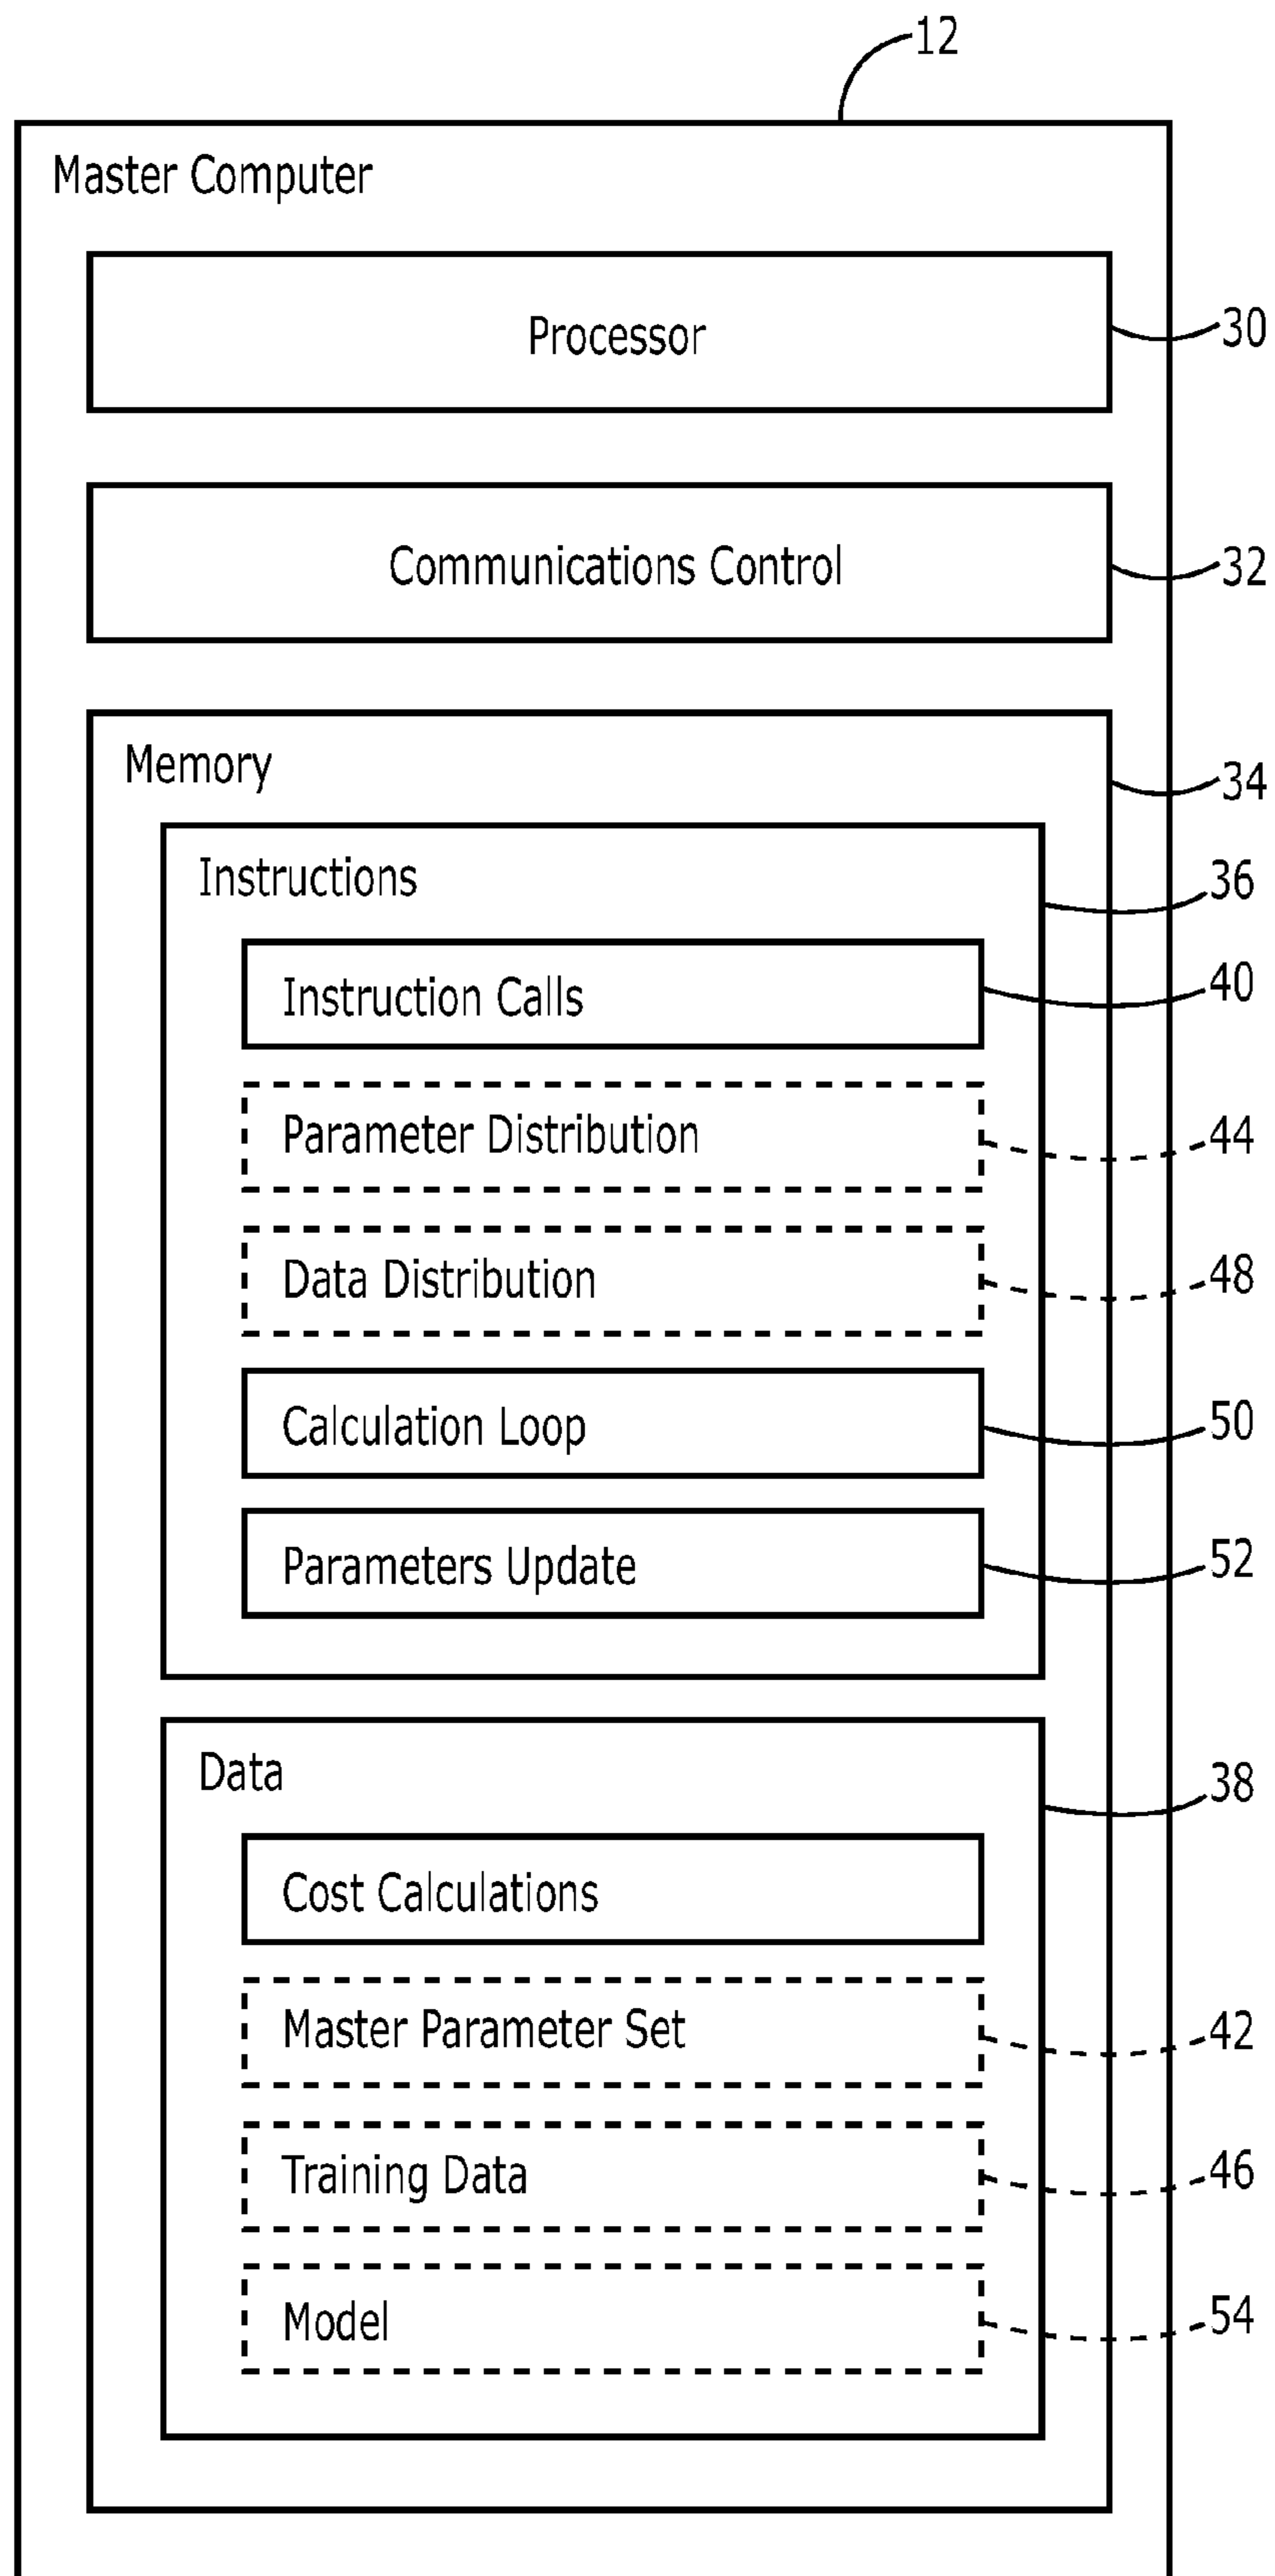 12
Master Computer
Processor
30
Communications Control
32
Memory
34
Instructions
36
Instruction Calls
40
Parameter Distribution
44
Data Distribution
48
Calculation Loop
50
Parameters Update
52
Data
38
Cost Calculations
Master Parameter Set
42
Training Data
46
Model
54